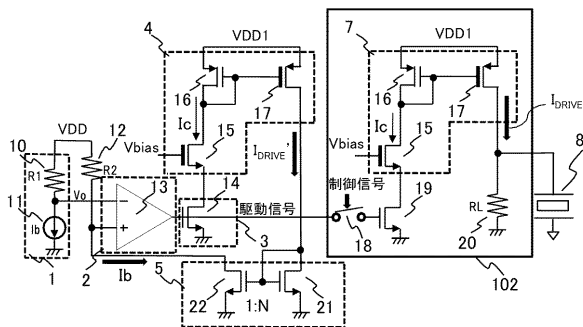 4
VDD1
16
17
Ic
15
Vbias
IDRIVE'
7
VDD1
16
17
IDRIVE
Ic
15
Vbias
8
VDD
12
10
R1
R2
13
11
Vo
Ib
-
+
14
駆動信号
制御信号
18
19
RL
20
1
2
Ib
3
5
22
1:N
21
102